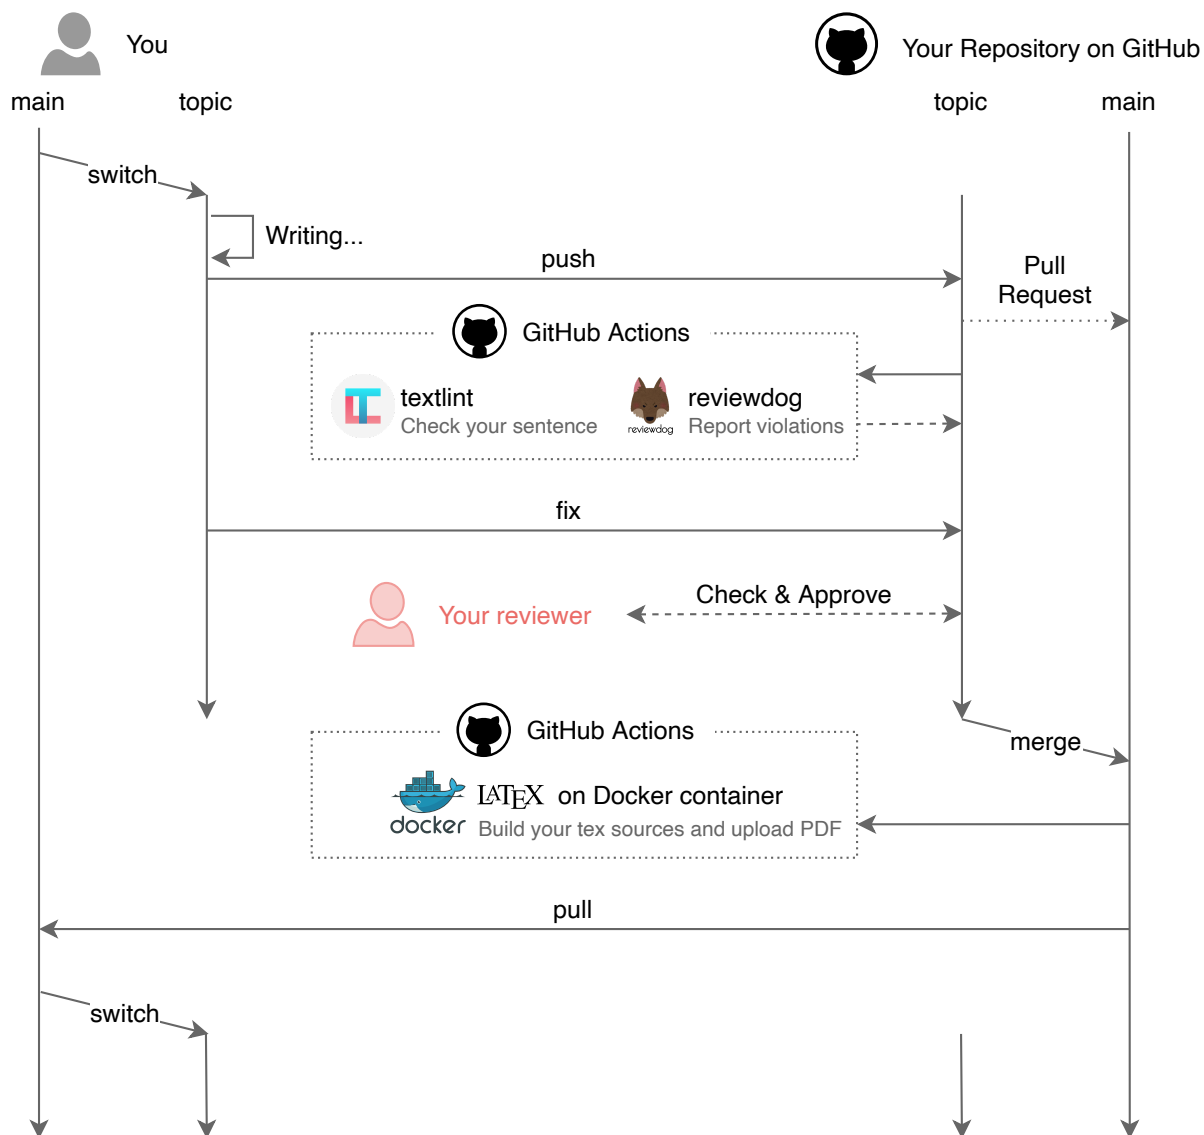 You
Your Repository on GitHub
main
topic
topic
main
switch
Writing...
push
Pull
Request
GitHub Actions
textlint
Check your sentence
reviewdog
reviewdog
Report violations
fix
Your reviewer
Check & Approve
GitHub Actions
merge
docker
LATEX on Docker container
Build your tex sources and upload PDF
pull
switch